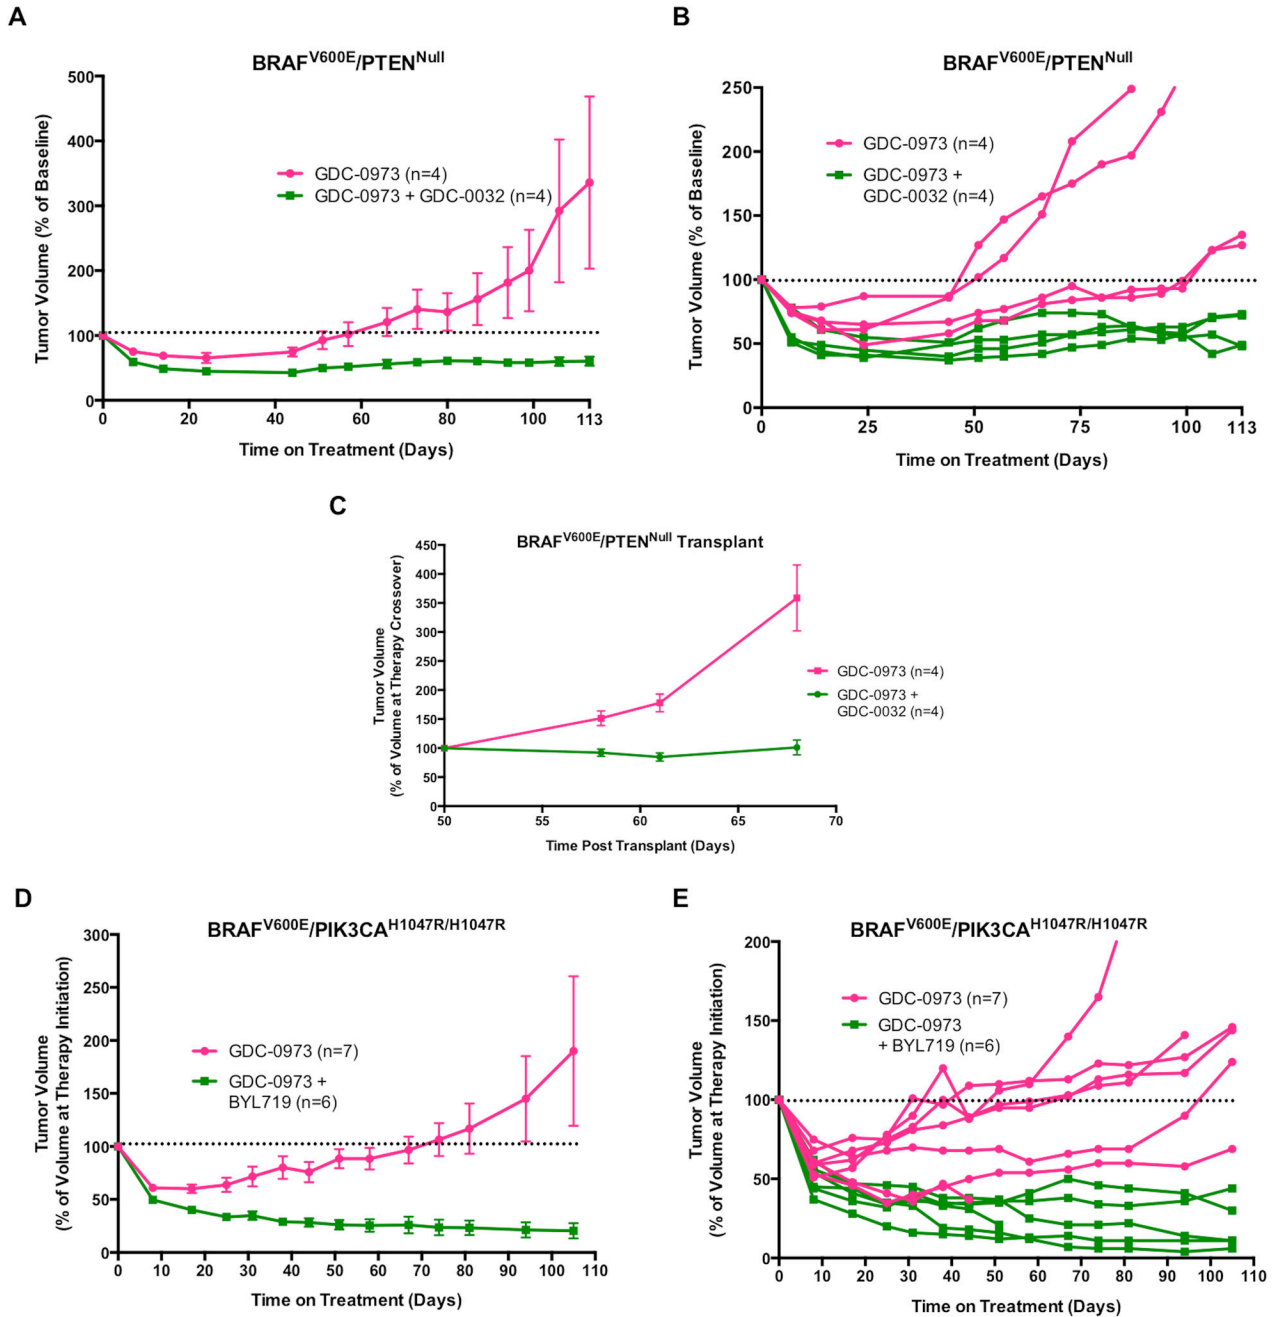 A
BRAFV600E/PTENNull
500
400
300
200
100
0
Tumor Volume (% of Baseline)
GDC-0973 (n=4)
GDC-0973 + GDC-0032 (n=4)
0 20 40 60 80 100 113
Time on Treatment (Days)
B
BRAFV600E/PTENNull
250
200
150
100
50
0
Tumor Volume (% of Baseline)
GDC-0973 (n=4)
GDC-0973 +
GDC-0032 (n=4)
0 25 50 75 100 113
Time on Treatment (Days)
C
BRAFV600E/PTENNull Transplant
450
400
350
300
250
200
150
100
50
0
Tumor Volume
(% of Volume at Therapy Crossover)
GDC-0973 (n=4)
GDC-0973 +
GDC-0032 (n=4)
50 55 60 65 70
Time Post Transplant (Days)
D
BRAFV600E/PIK3CAH1047R/H1047R
300
250
200
150
100
50
0
Tumor Volume
(% of Volume at Therapy Initiation)
GDC-0973 (n=7)
GDC-0973 +
BYL719 (n=6)
0 10 20 30 40 50 60 70 80 90 100 110
Time on Treatment (Days)
E
BRAFV600E/PIK3CAH1047R/H1047R
200
150
100
50
0
Tumor Volume
(% of Volume at Therapy Initiation)
GDC-0973 (n=7)
GDC-0973
+ BYL719 (n=6)
0 10 20 30 40 50 60 70 80 90 100 110
Time on Treatment (Days)